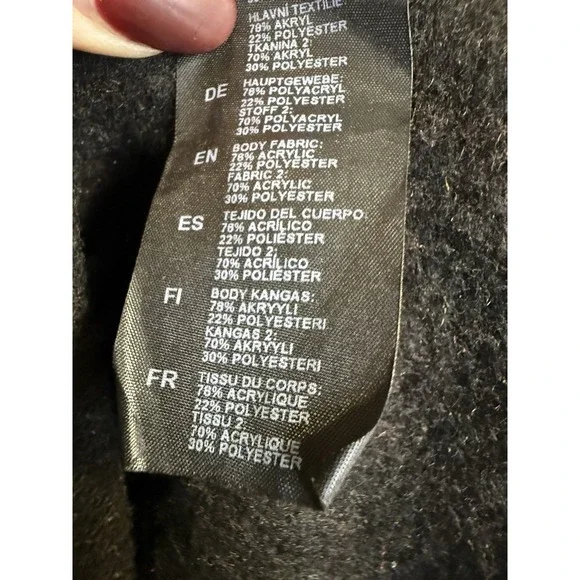 HLAVNÍ TEXTILIE:
78% AKRYL
22% POLYESTER
TKANINA 2:
70% AKRYL
30% POLYESTER
DE HAUPTGEWEBE:
78% POLYACRYL
22% POLYESTER
STOFF 2:
70% POLYACRYL
30% POLYESTER
EN BODY FABRIC:
78% ACRYLIC
22% POLYESTER
FABRIC 2:
70% ACRYLIC
30% POLYESTER
ES TEJIDO DEL CUERPO:
78% ACRÍLICO
22% POLIÉSTER
TEJIDO 2:
70% ACRÍLICO
30% POLIÉSTER
FI BODY KANGAS:
78% AKRYYLI
22% POLYESTERI
KANGAS 2:
70% AKRYYLI
30% POLYESTERI
FR TISSU DU CORPS:
78% ACRYLIQUE
22% POLYESTER
TISSU 2:
70% ACRYLIQUE
30% POLYESTER